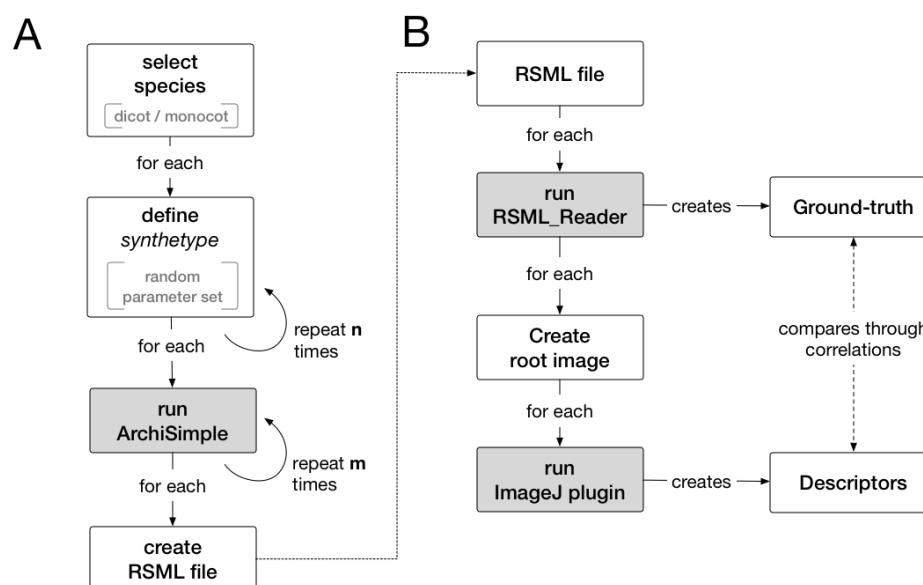 A
select
species
dicot / monocot
for each
define
synthetype
random
parameter set
repeat n
times
for each
run
ArchiSimple
repeat m
times
for each
create
RSML file
B
RSML file
for each
run
RSML_Reader
creates
Ground-truth
for each
Create
root image
compares through
correlations
for each
run
ImageJ plugin
creates
Descriptors